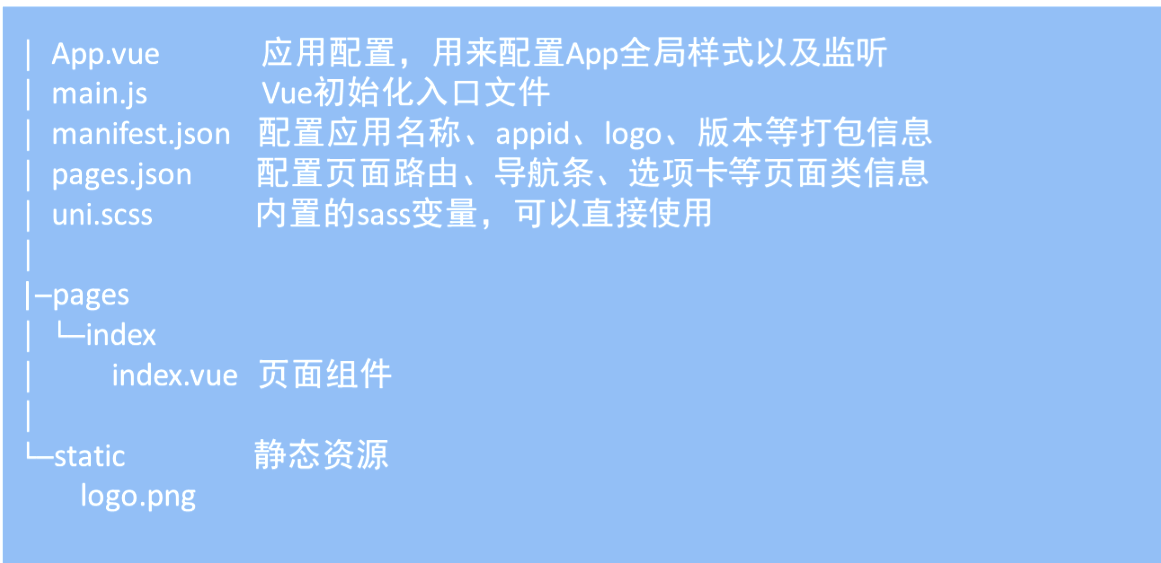 │ App.vue 应用配置，用来配置App全局样式以及监听
│ main.js Vue初始化入口文件
│ manifest.json 配置应用名称、appid、logo、版本等打包信息
│ pages.json 配置页面路由、导航条、选项卡等页面类信息
│ uni.scss 内置的sass变量，可以直接使用
│
├─pages
│ └─index
│ index.vue 页面组件
│
└─static 静态资源
logo.png